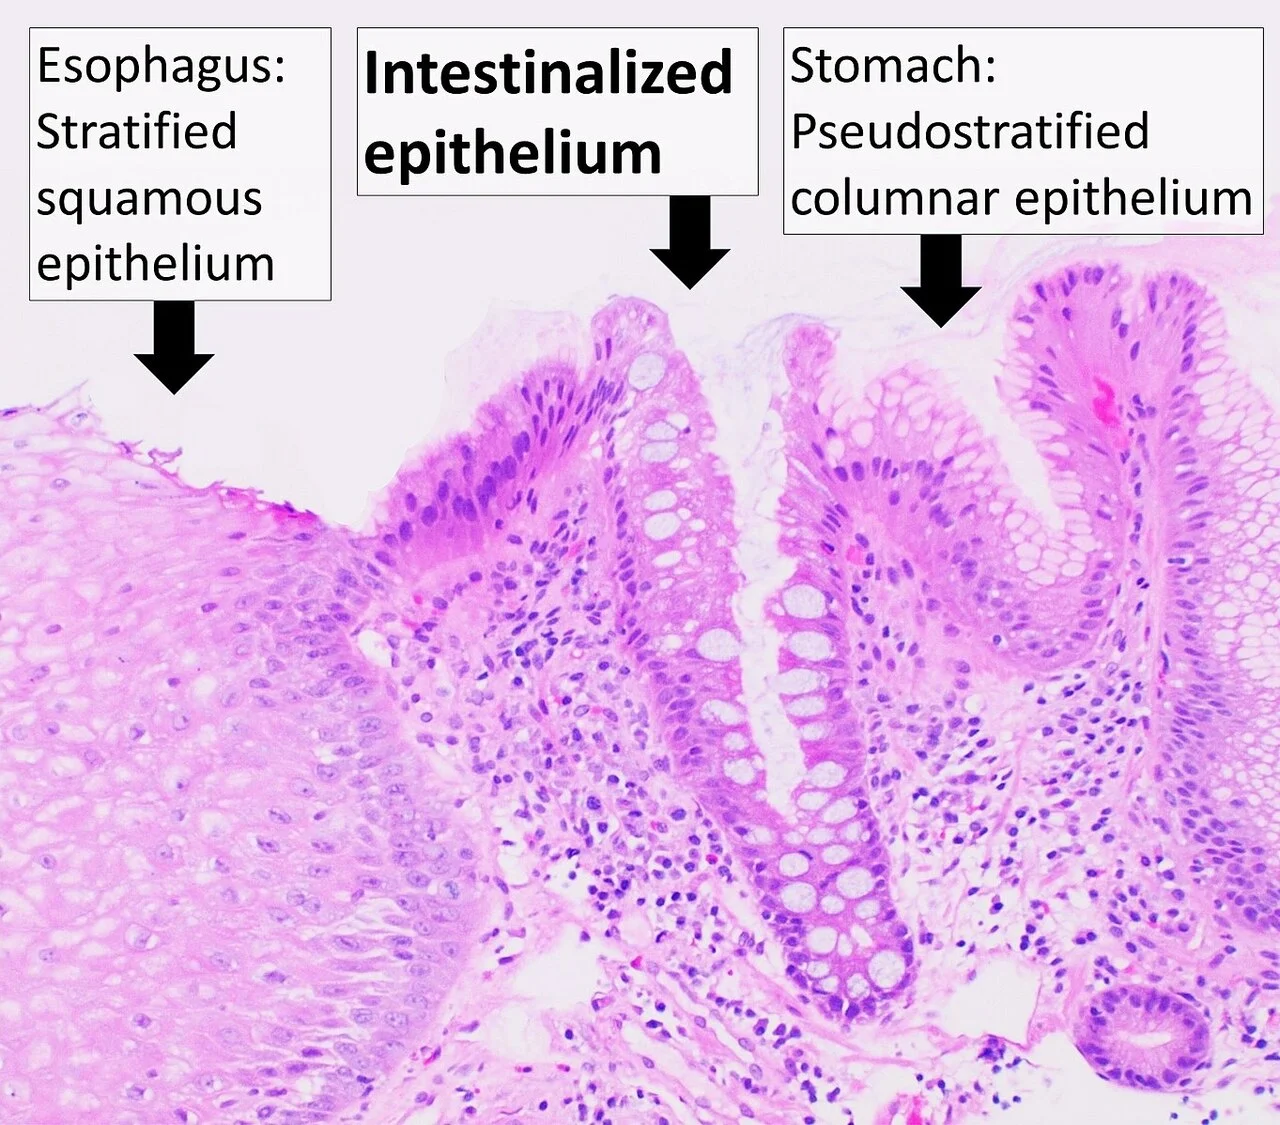 Esophagus:
Stratified
squamous
epithelium
Intestinalized
epithelium
Stomach:
Pseudostratified
columnar epithelium